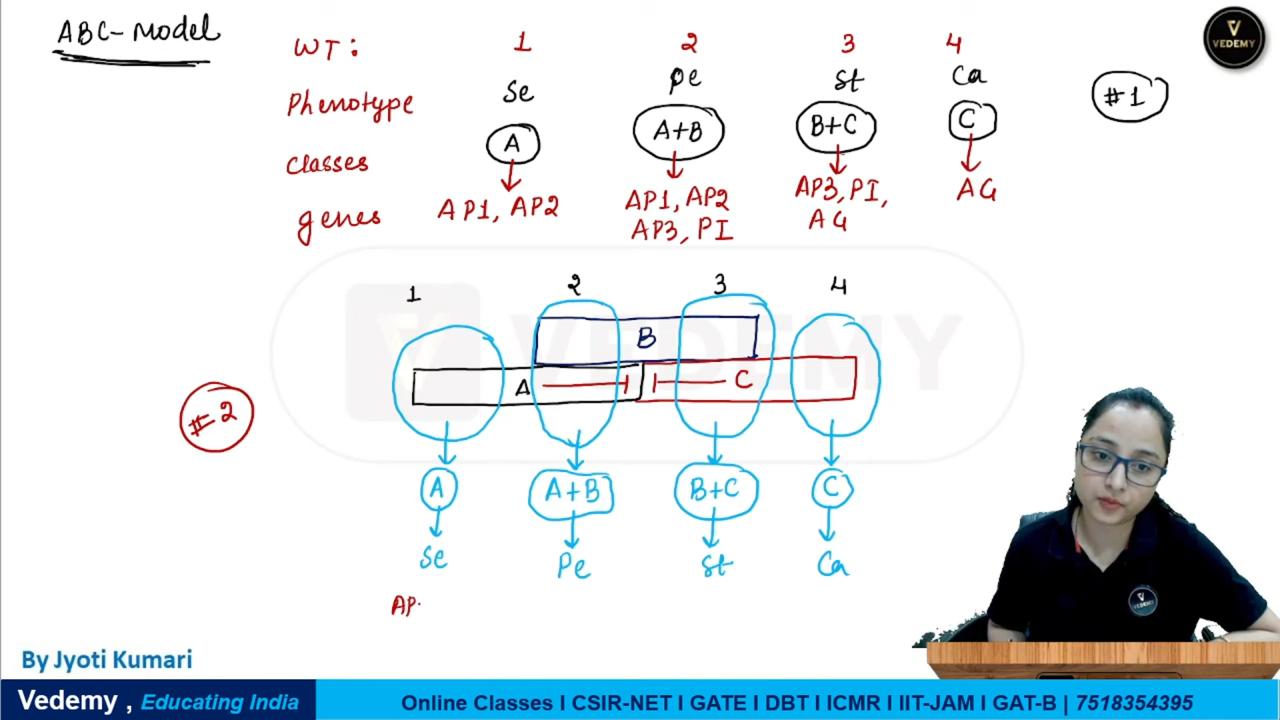 ABC-Model
WT: 1 2 3 4
Phenotype Se Pe St Ca
classes A A+B B+C C
genes AP1, AP2 AP1, AP2 AP3, PI, AG
AP3, PI AG
#1
VEDEMY
1 2 3 4
B
A C
#2
A A+B B+C C
Se Pe St Ca
AP.
VEDEMY
VEDEMY
By Jyoti Kumari
Vedemy , Educating India
Online Classes I CSIR-NET I GATE I DBT I ICMR I IIT-JAM I GAT-B | 7518354395